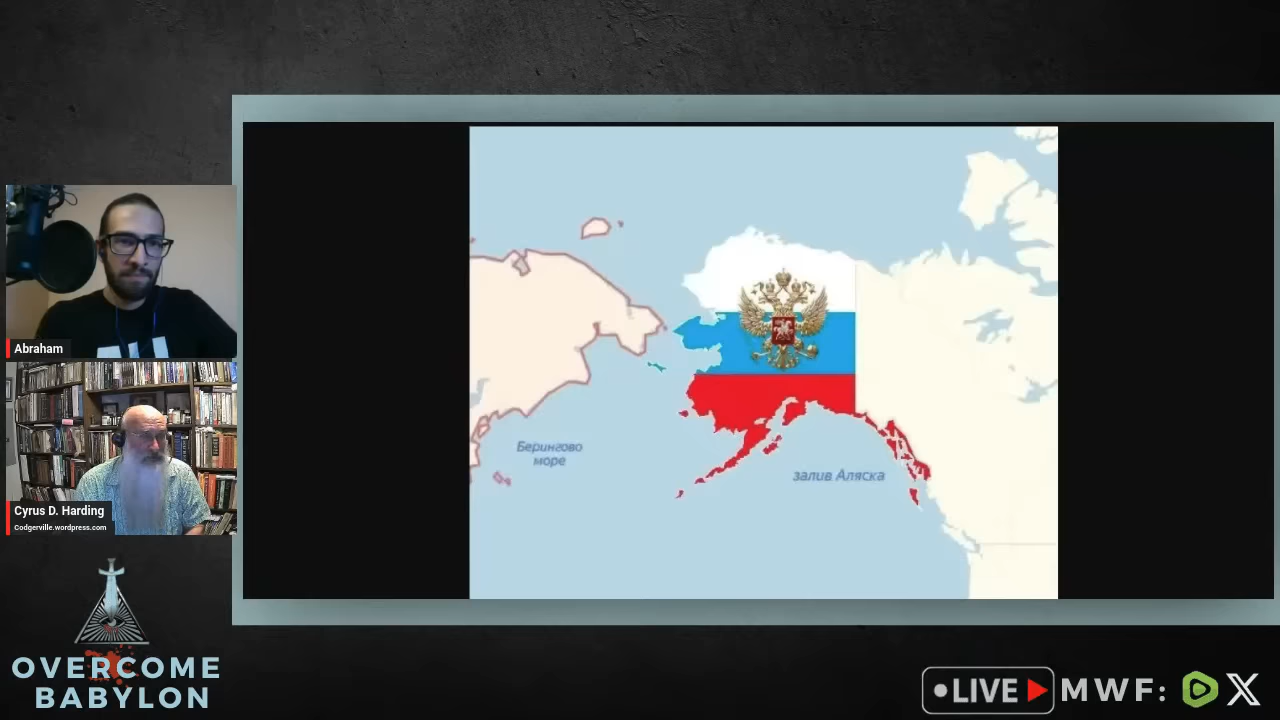 Abraham
Cyrus D. Harding
Codgerville.wordpress.com
Берингово
море
залив Аляска
OVERCOME
BABYLON
LIVE
MWF: